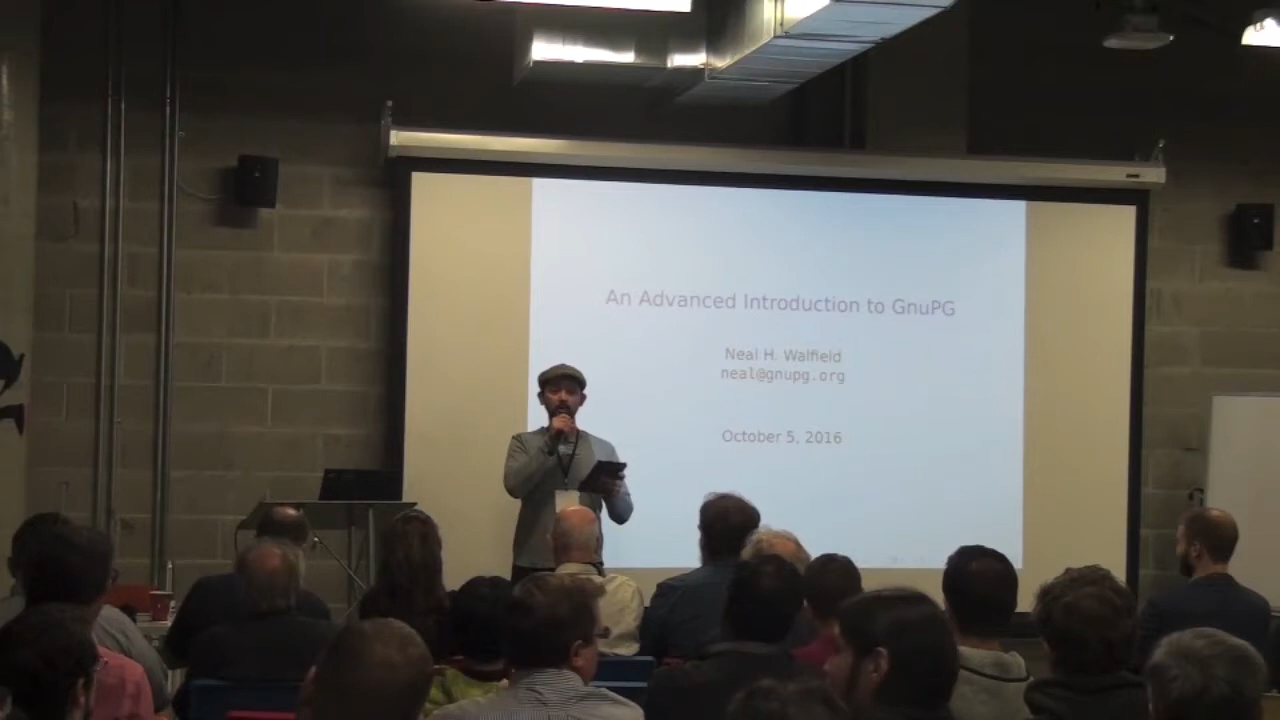 An Advanced Introduction to GnuPG
Neal H. Walfield
neal@gnupg.org
October 5, 2016